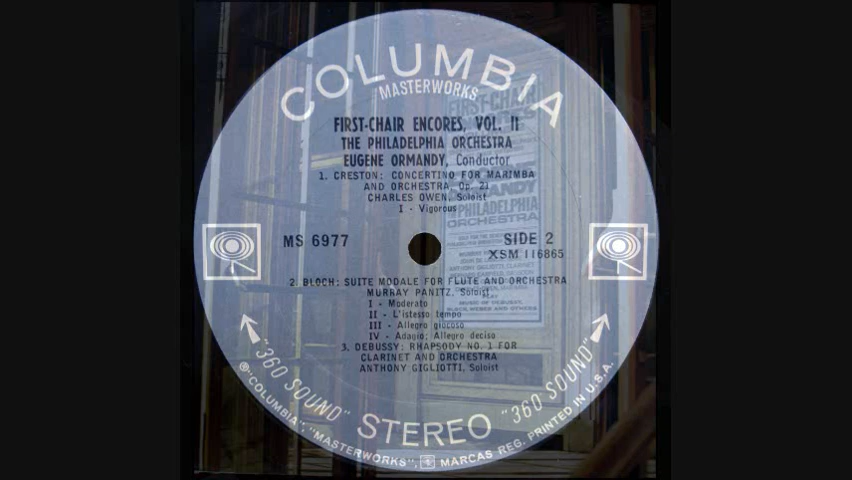 COLUMBIA
MASTERWORKS
FIRST-CHAIR ENCORES, VOL. II
THE PHILADELPHIA ORCHESTRA
EUGENE ORMANDY, Conductor
1. CRESTON: CONCERTINO FOR MARIMBA
AND ORCHESTRA, Op. 21
CHARLES OWEN, Soloist
I - Vigorous
MS 6977
SIDE 2
XSM 116865
2. BLOCH: SUITE MODALE FOR FLUTE AND ORCHESTRA
MURRAY PANITZ, Soloist
I - Moderato
II - L'istesso tempo
III - Allegro giocoso
IV - Adagio; Allegro deciso
3. DEBUSSY: RHAPSODY NO. 1 FOR
CLARINET AND ORCHESTRA
ANTHONY GIGLIOTTI, Soloist
"360 SOUND" STEREO "360 SOUND"
℗ "COLUMBIA", "MASTERWORKS", MARCAS REG. PRINTED IN U.S.A.
FIRST-CHAIR
PHILADELPHIA
ORCHESTRA